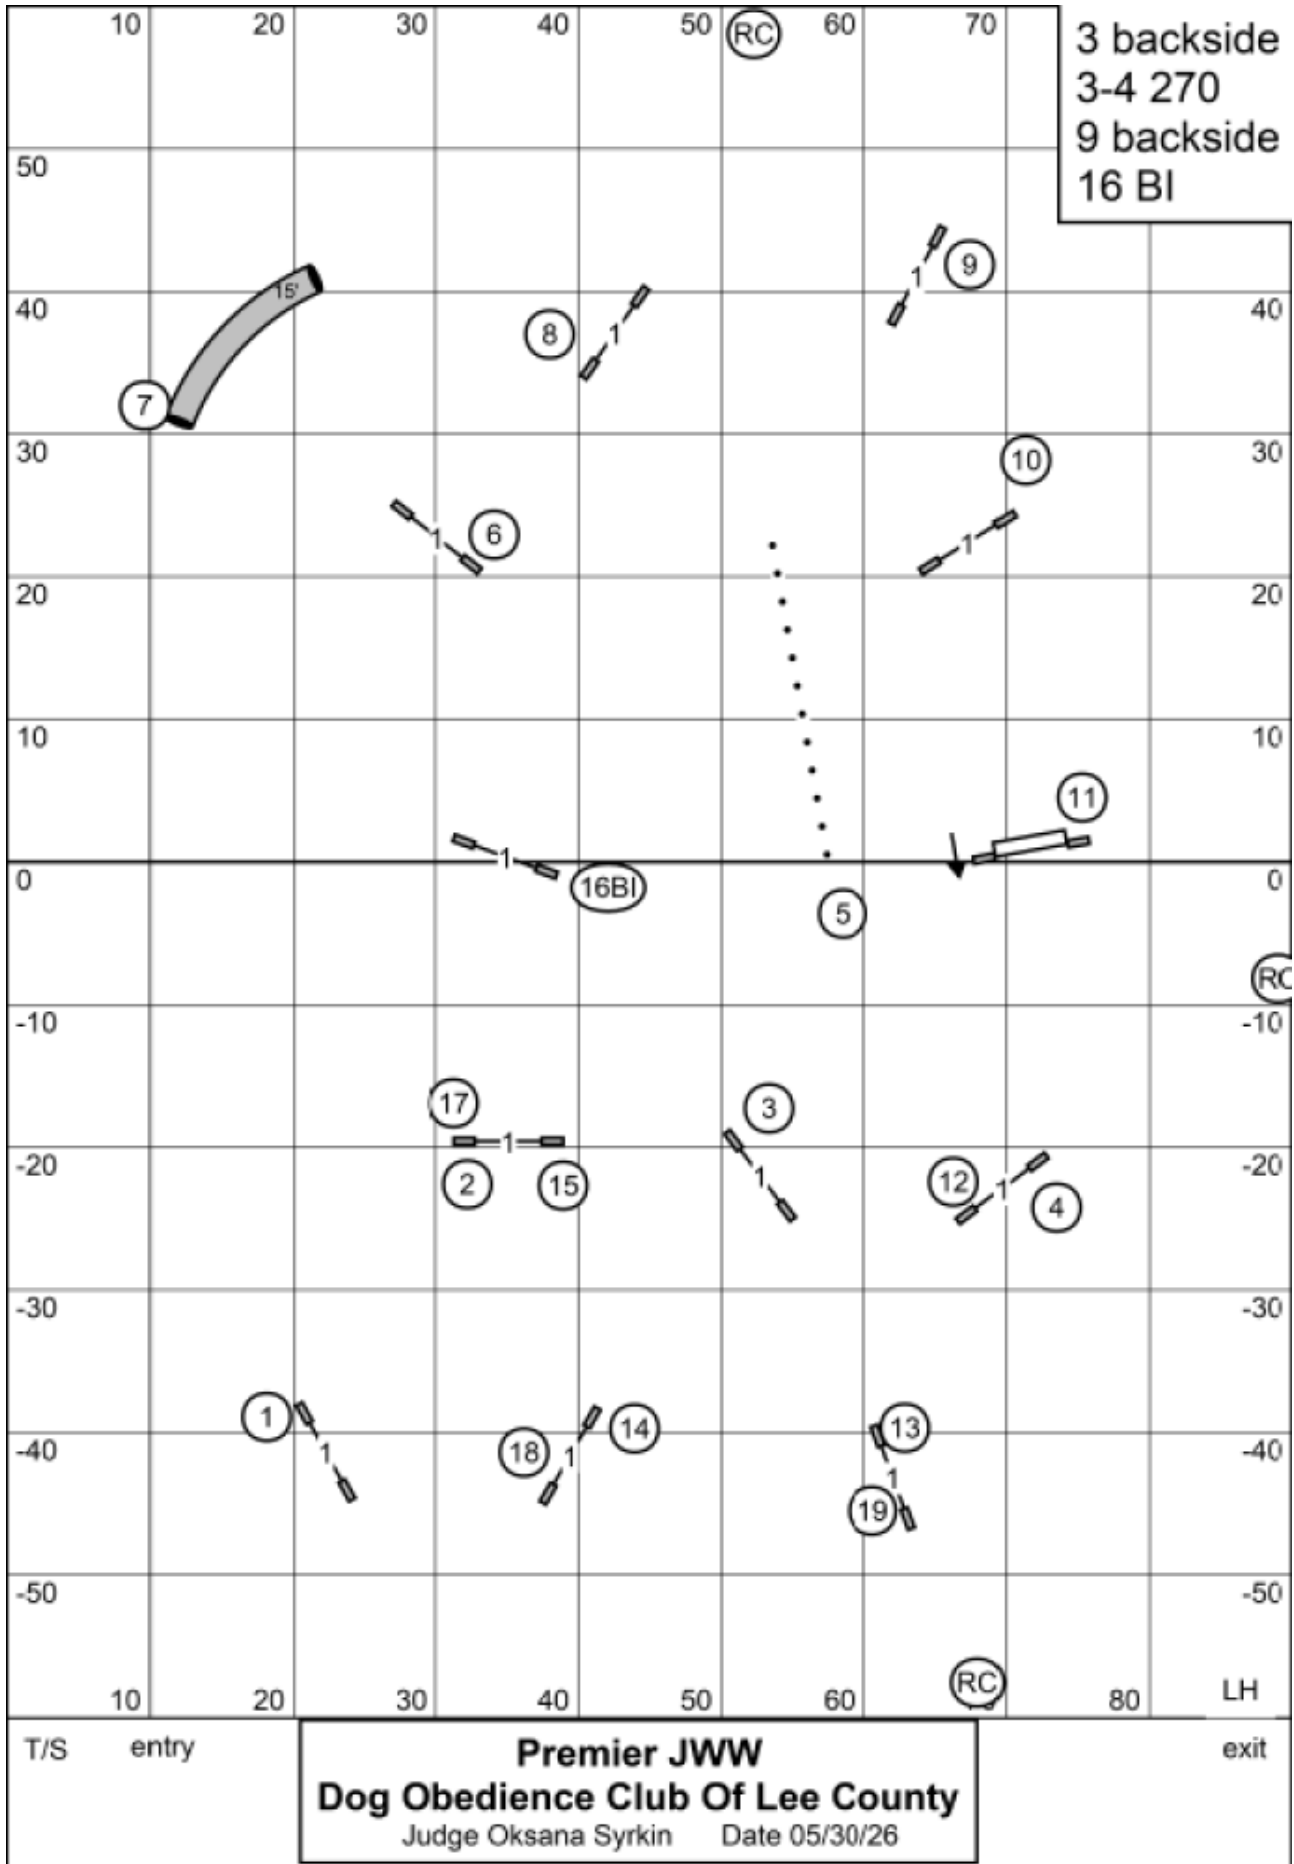 10 20 30 40 50 RC 60 70
3 backside
3-4 270
9 backside
16 BI
50
9
15'
40 40
8 1 1
7
30 30
10
6
1 1
20 20
10 10
11
1
16BI
0 0
5
RC
-10 -10
17 3
1
-20 -20
2 15 1 12 1 4
-30 -30
1 14 13
-40 -40
1 18 1 1
19
-50 -50
10 20 30 40 50 60 RC 80 LH
T/S entry exit
Premier JWW
Dog Obedience Club Of Lee County
Judge Oksana Syrkin Date 05/30/26